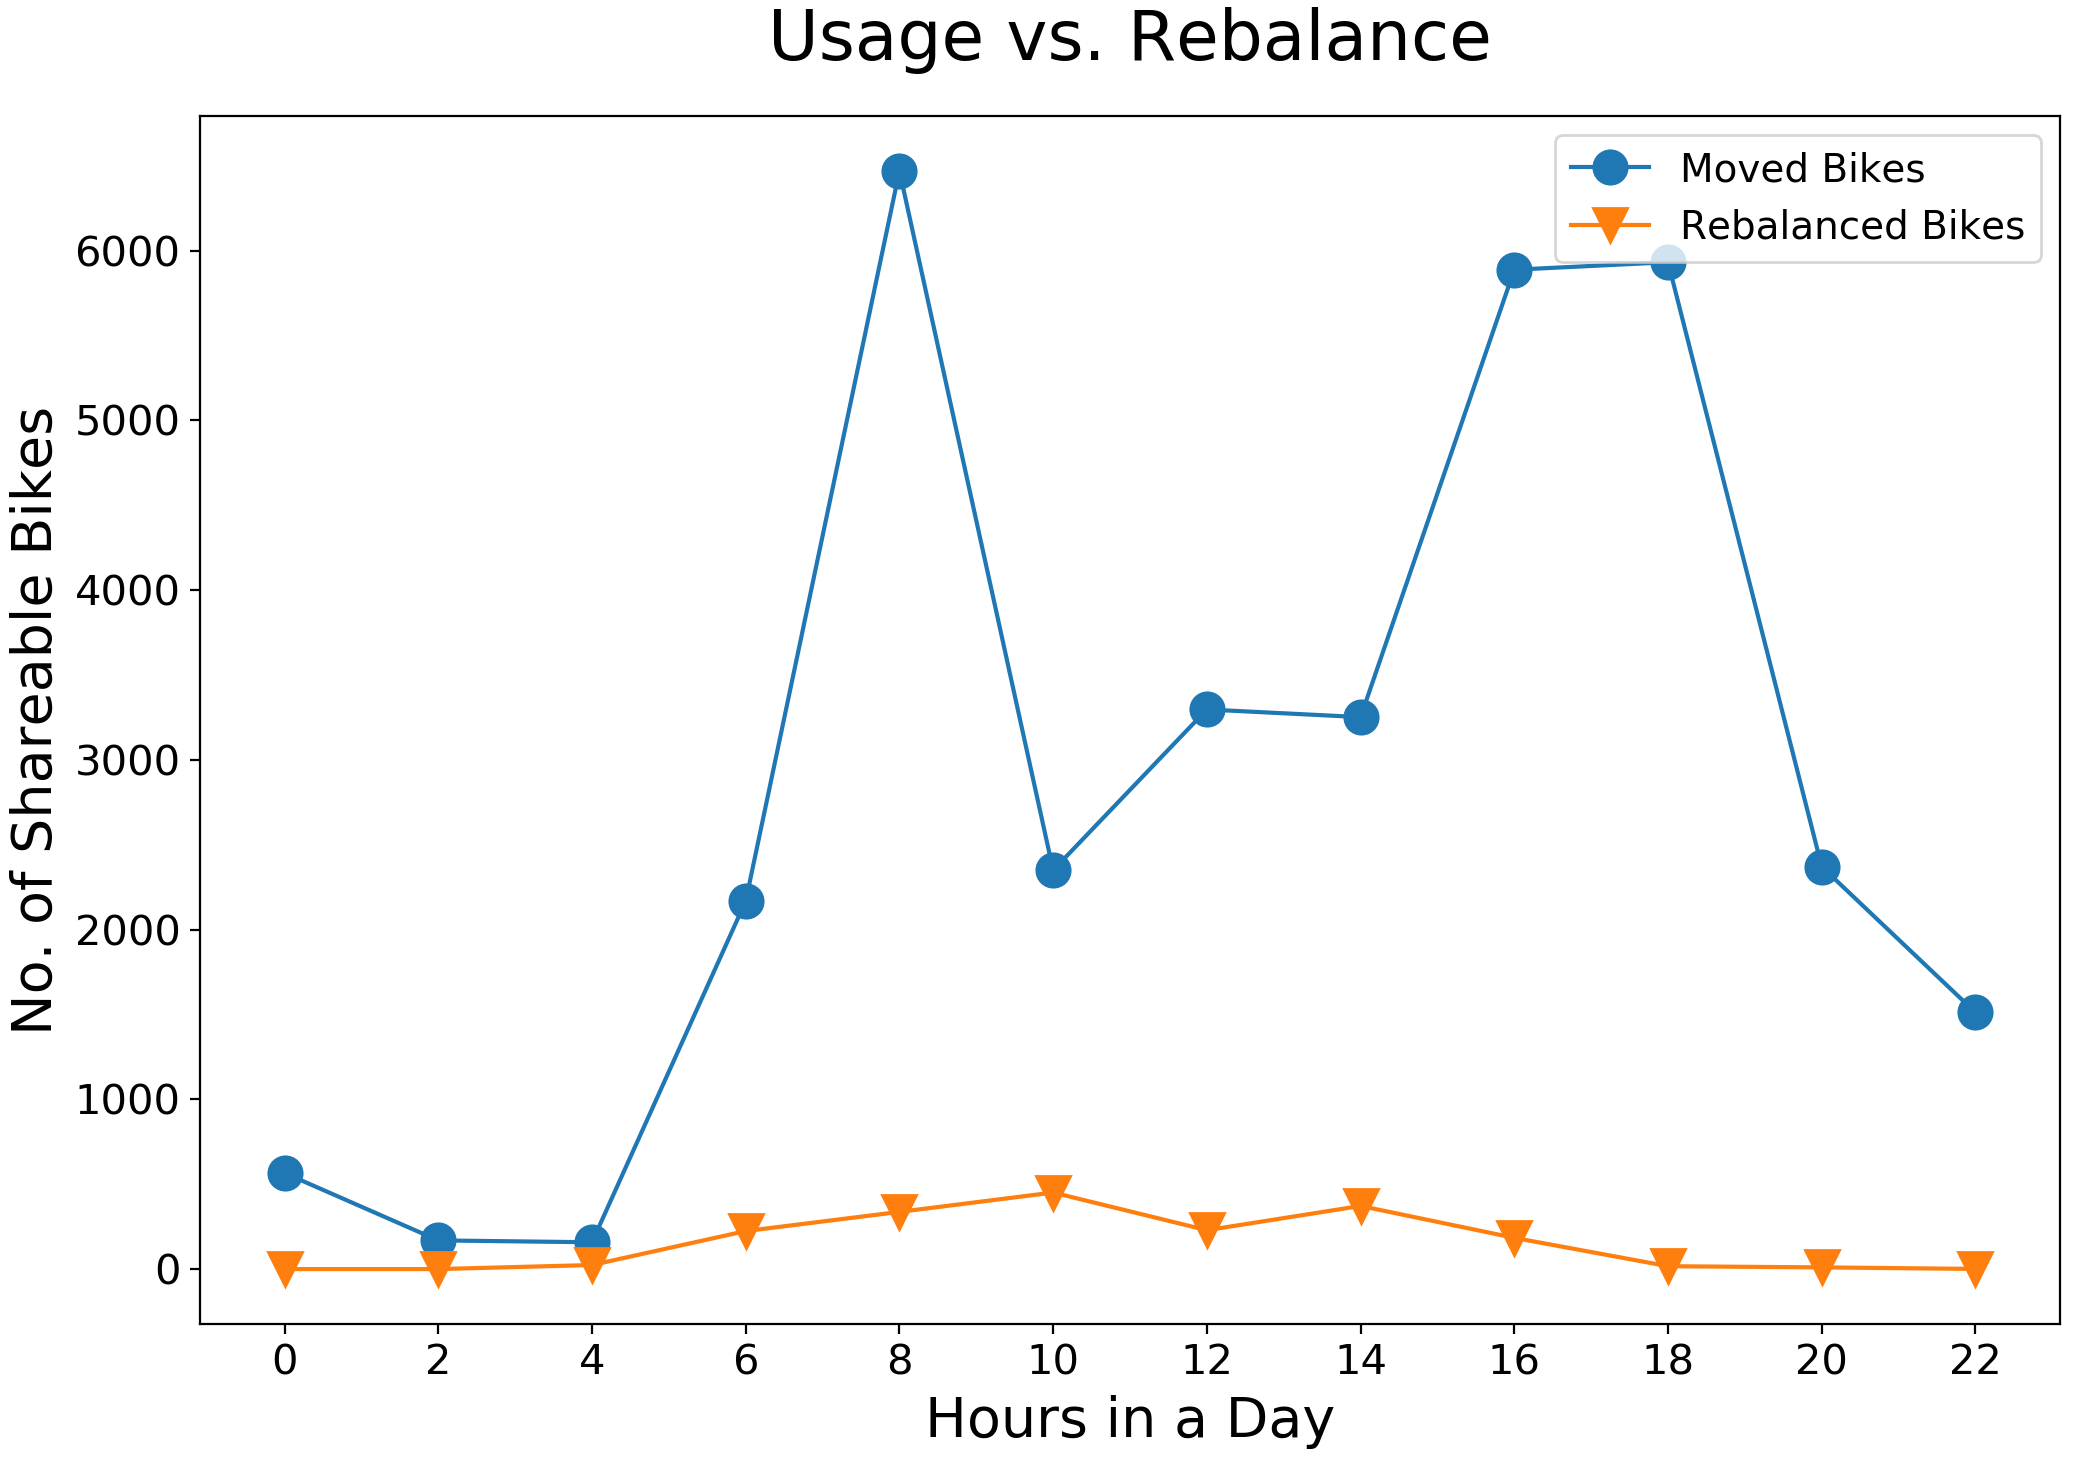 Usage vs. Rebalance
Moved Bikes
Rebalanced Bikes
No. of Shareable Bikes
6000
5000
4000
3000
2000
1000
0
0 2 4 6 8 10 12 14 16 18 20 22
Hours in a Day